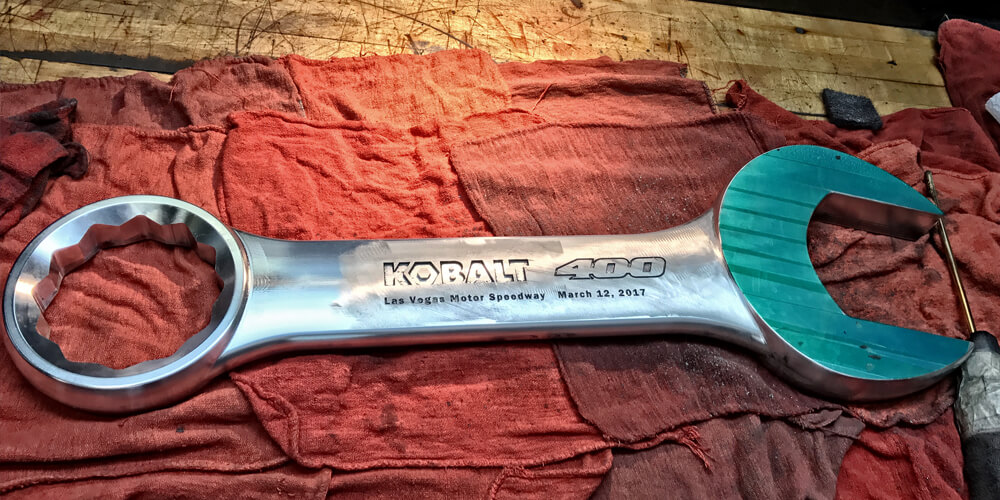 KOBALT 400
Las Vegas Motor Speedway March 12, 2017